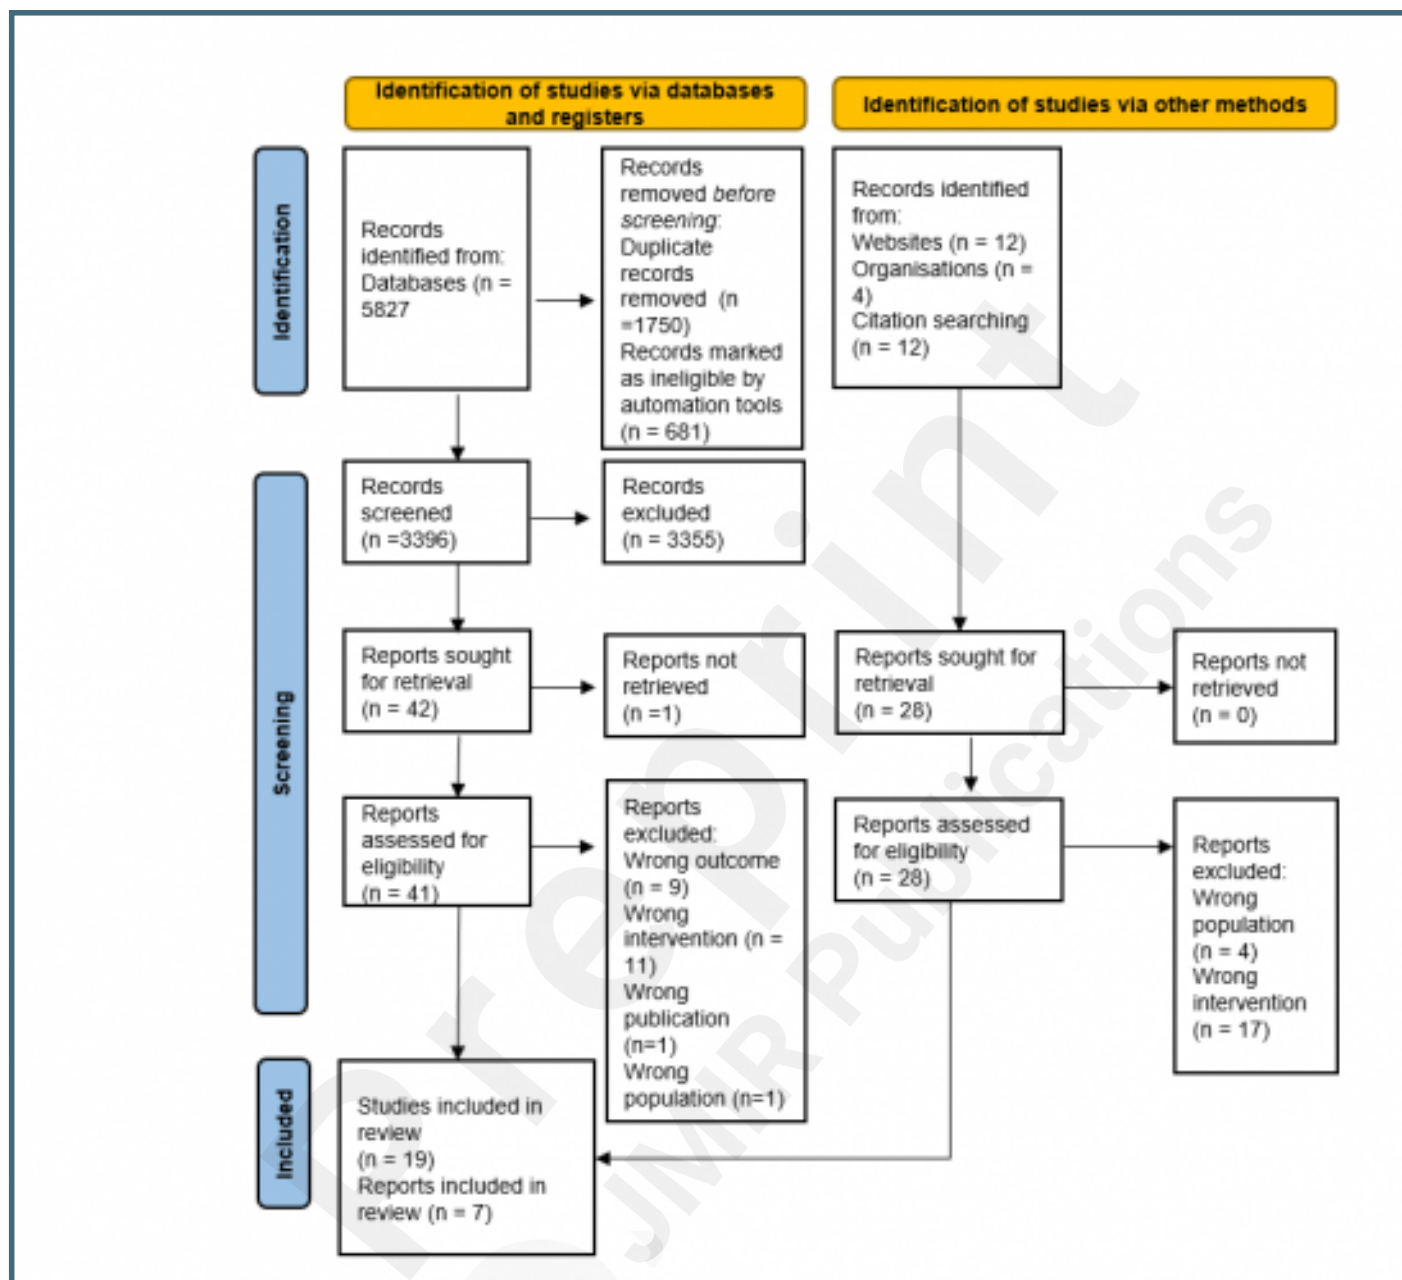 Identification of studies via databases
and registers
Identification of studies via other methods
Identification
Records
identified from:
Databases (n =
5827
Records
removed before
screening:
Duplicate
records
removed (n
=1750)
Records marked
as ineligible by
automation tools
(n = 681)
Records identified
from:
Websites (n = 12)
Organisations (n =
4)
Citation searching
(n = 12)
Screening
Records
screened
(n =3396)
Records
excluded
(n = 3355)
Reports sought
for retrieval
(n = 42)
Reports not
retrieved
(n =1)
Reports sought for
retrieval
(n = 28)
Reports not
retrieved
(n = 0)
Reports
assessed for
eligibility
(n = 41)
Reports
excluded:
Wrong outcome
(n = 9)
Wrong
intervention (n =
11)
Wrong
publication
(n=1)
Wrong
population (n=1)
Reports assessed
for eligibility
(n = 28)
Reports
excluded:
Wrong
population
(n = 4)
Wrong
intervention
(n = 17)
Included
Studies included in
review
(n = 19)
Reports included in
review (n = 7)
Preprint
JMIR Publications